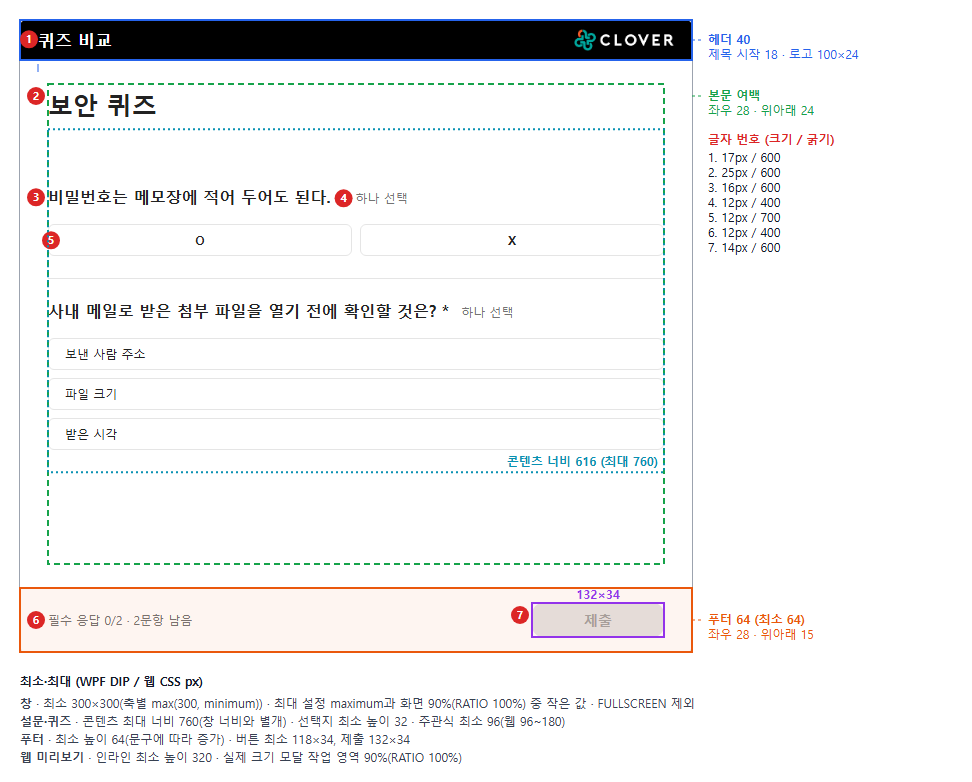 1 퀴즈 비교 CLOVER
헤더 40
제목 시작 18 · 로고 100×24
2 보안 퀴즈
본문 여백
좌우 28 · 위아래 24
글자 번호 (크기 / 굵기)
1. 17px / 600
2. 25px / 600
3. 16px / 600
4. 12px / 400
5. 12px / 700
6. 12px / 400
7. 14px / 600
3 비밀번호는 메모장에 적어 두어도 된다. 4 하나 선택
5 O X
사내 메일로 받은 첨부 파일을 열기 전에 확인할 것은? * 하나 선택
보낸 사람 주소
파일 크기
받은 시각
콘텐츠 너비 616 (최대 760)
132×34
6 필수 응답 0/2 · 2문항 남음 7 제출
푸터 64 (최소 64)
좌우 28 · 위아래 15
최소·최대 (WPF DIP / 웹 CSS px)
창 · 최소 300×300(축별 max(300, minimum)) · 최대 설정 maximum과 화면 90%(RATIO 100%) 중 작은 값 · FULLSCREEN 제외
설문·퀴즈 · 콘텐츠 최대 너비 760(창 너비와 별개) · 선택지 최소 높이 32 · 주관식 최소 96(웹 96~180)
푸터 · 최소 높이 64(문구에 따라 증가) · 버튼 최소 118×34, 제출 132×34
웹 미리보기 · 인라인 최소 높이 320 · 실제 크기 모달 작업 영역 90%(RATIO 100%)